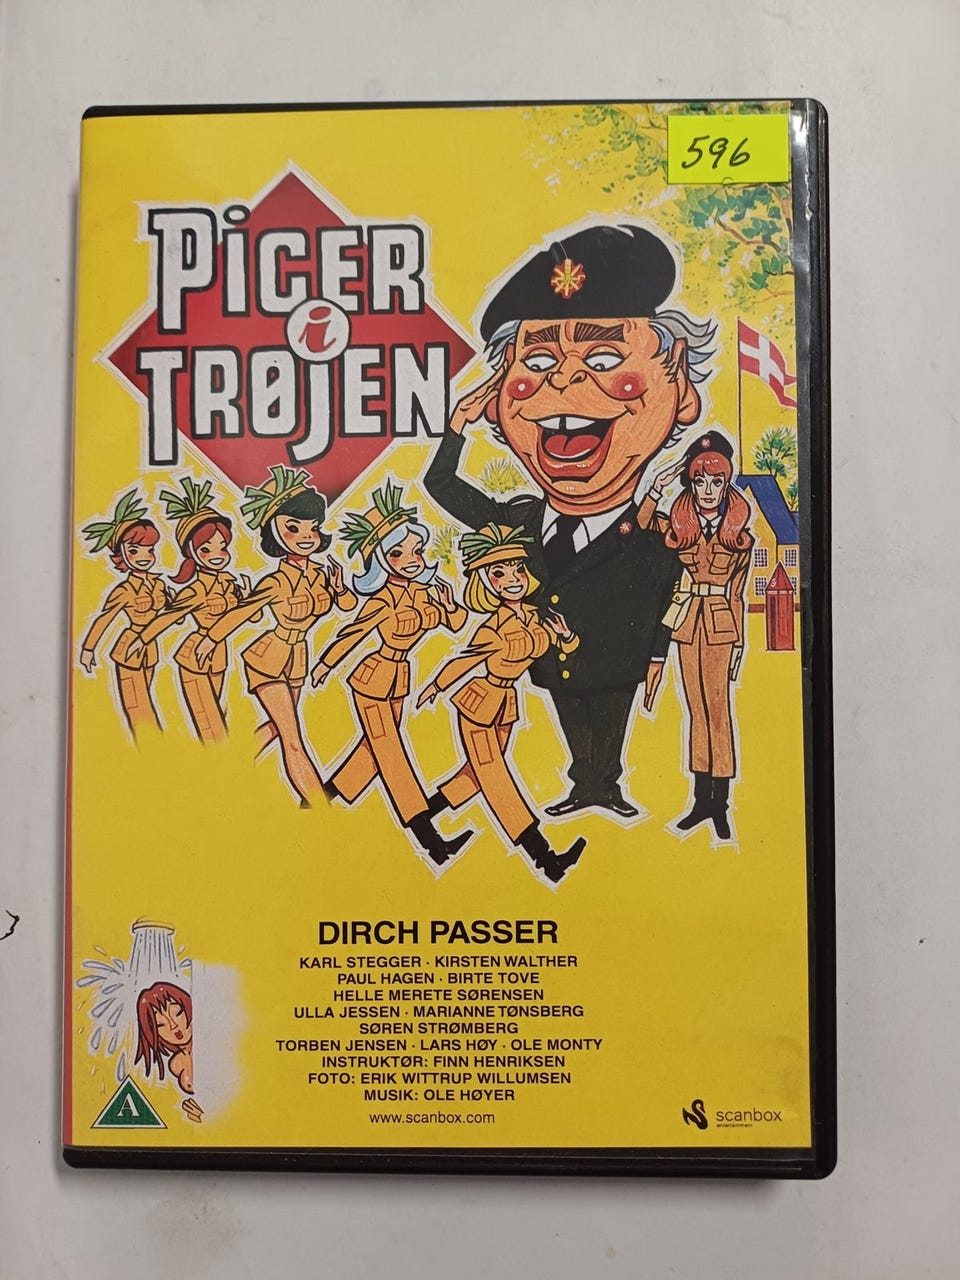 596
PIGER
i
TRØJEN
DIRCH PASSER
KARL STEGGER · KIRSTEN WALTHER
PAUL HAGEN · BIRTE TOVE
HELLE MERETE SØRENSEN
ULLA JESSEN · MARIANNE TØNSBERG
SØREN STRØMBERG
TORBEN JENSEN · LARS HØY · OLE MONTY
INSTRUKTØR: FINN HENRIKSEN
FOTO: ERIK WITTRUP WILLUMSEN
MUSIK: OLE HØYER
www.scanbox.com
A
scanbox
entertainment